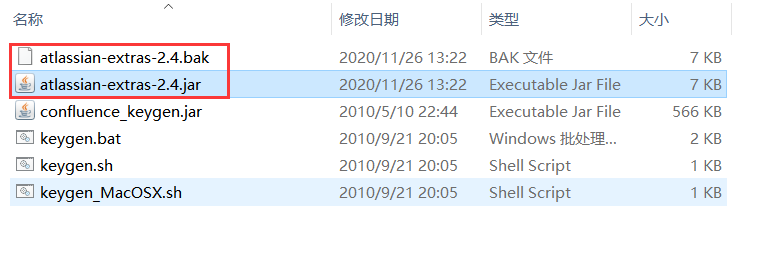 名称 修改日期 类型 大小
atlassian-extras-2.4.bak 2020/11/26 13:22 BAK 文件 7 KB
atlassian-extras-2.4.jar 2020/11/26 13:22 Executable Jar File 7 KB
confluence_keygen.jar 2010/5/10 22:44 Executable Jar File 566 KB
keygen.bat 2010/9/21 20:05 Windows 批处理... 2 KB
keygen.sh 2010/9/21 20:05 Shell Script 1 KB
keygen_MacOSX.sh 2010/9/21 20:05 Shell Script 1 KB